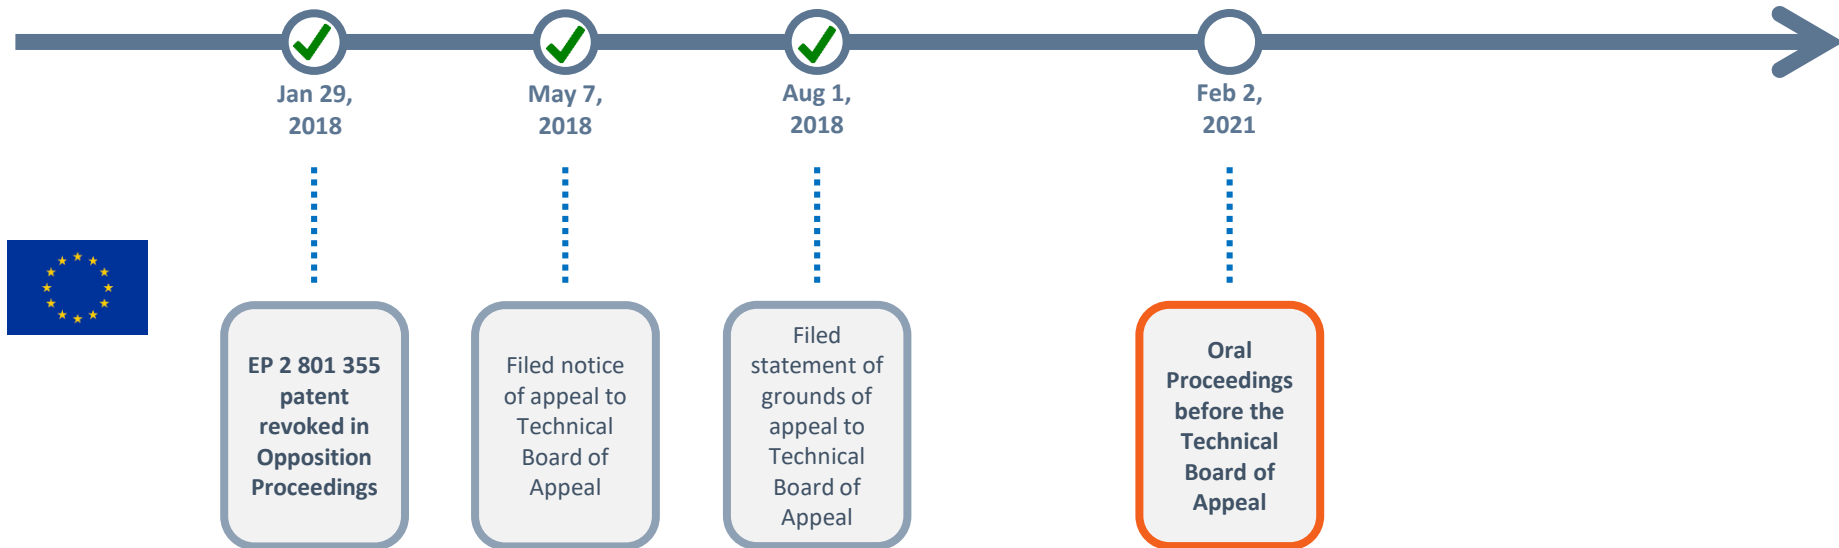 Jan 29,
2018
May 7,
2018
Aug 1,
2018
Feb 2,
2021
EP 2 801 355
patent
revoked in
Opposition
Proceedings
Filed notice
of appeal to
Technical
Board of
Appeal
Filed
statement of
grounds of
appeal to
Technical
Board of
Appeal
Oral
Proceedings
before the
Technical
Board of
Appeal